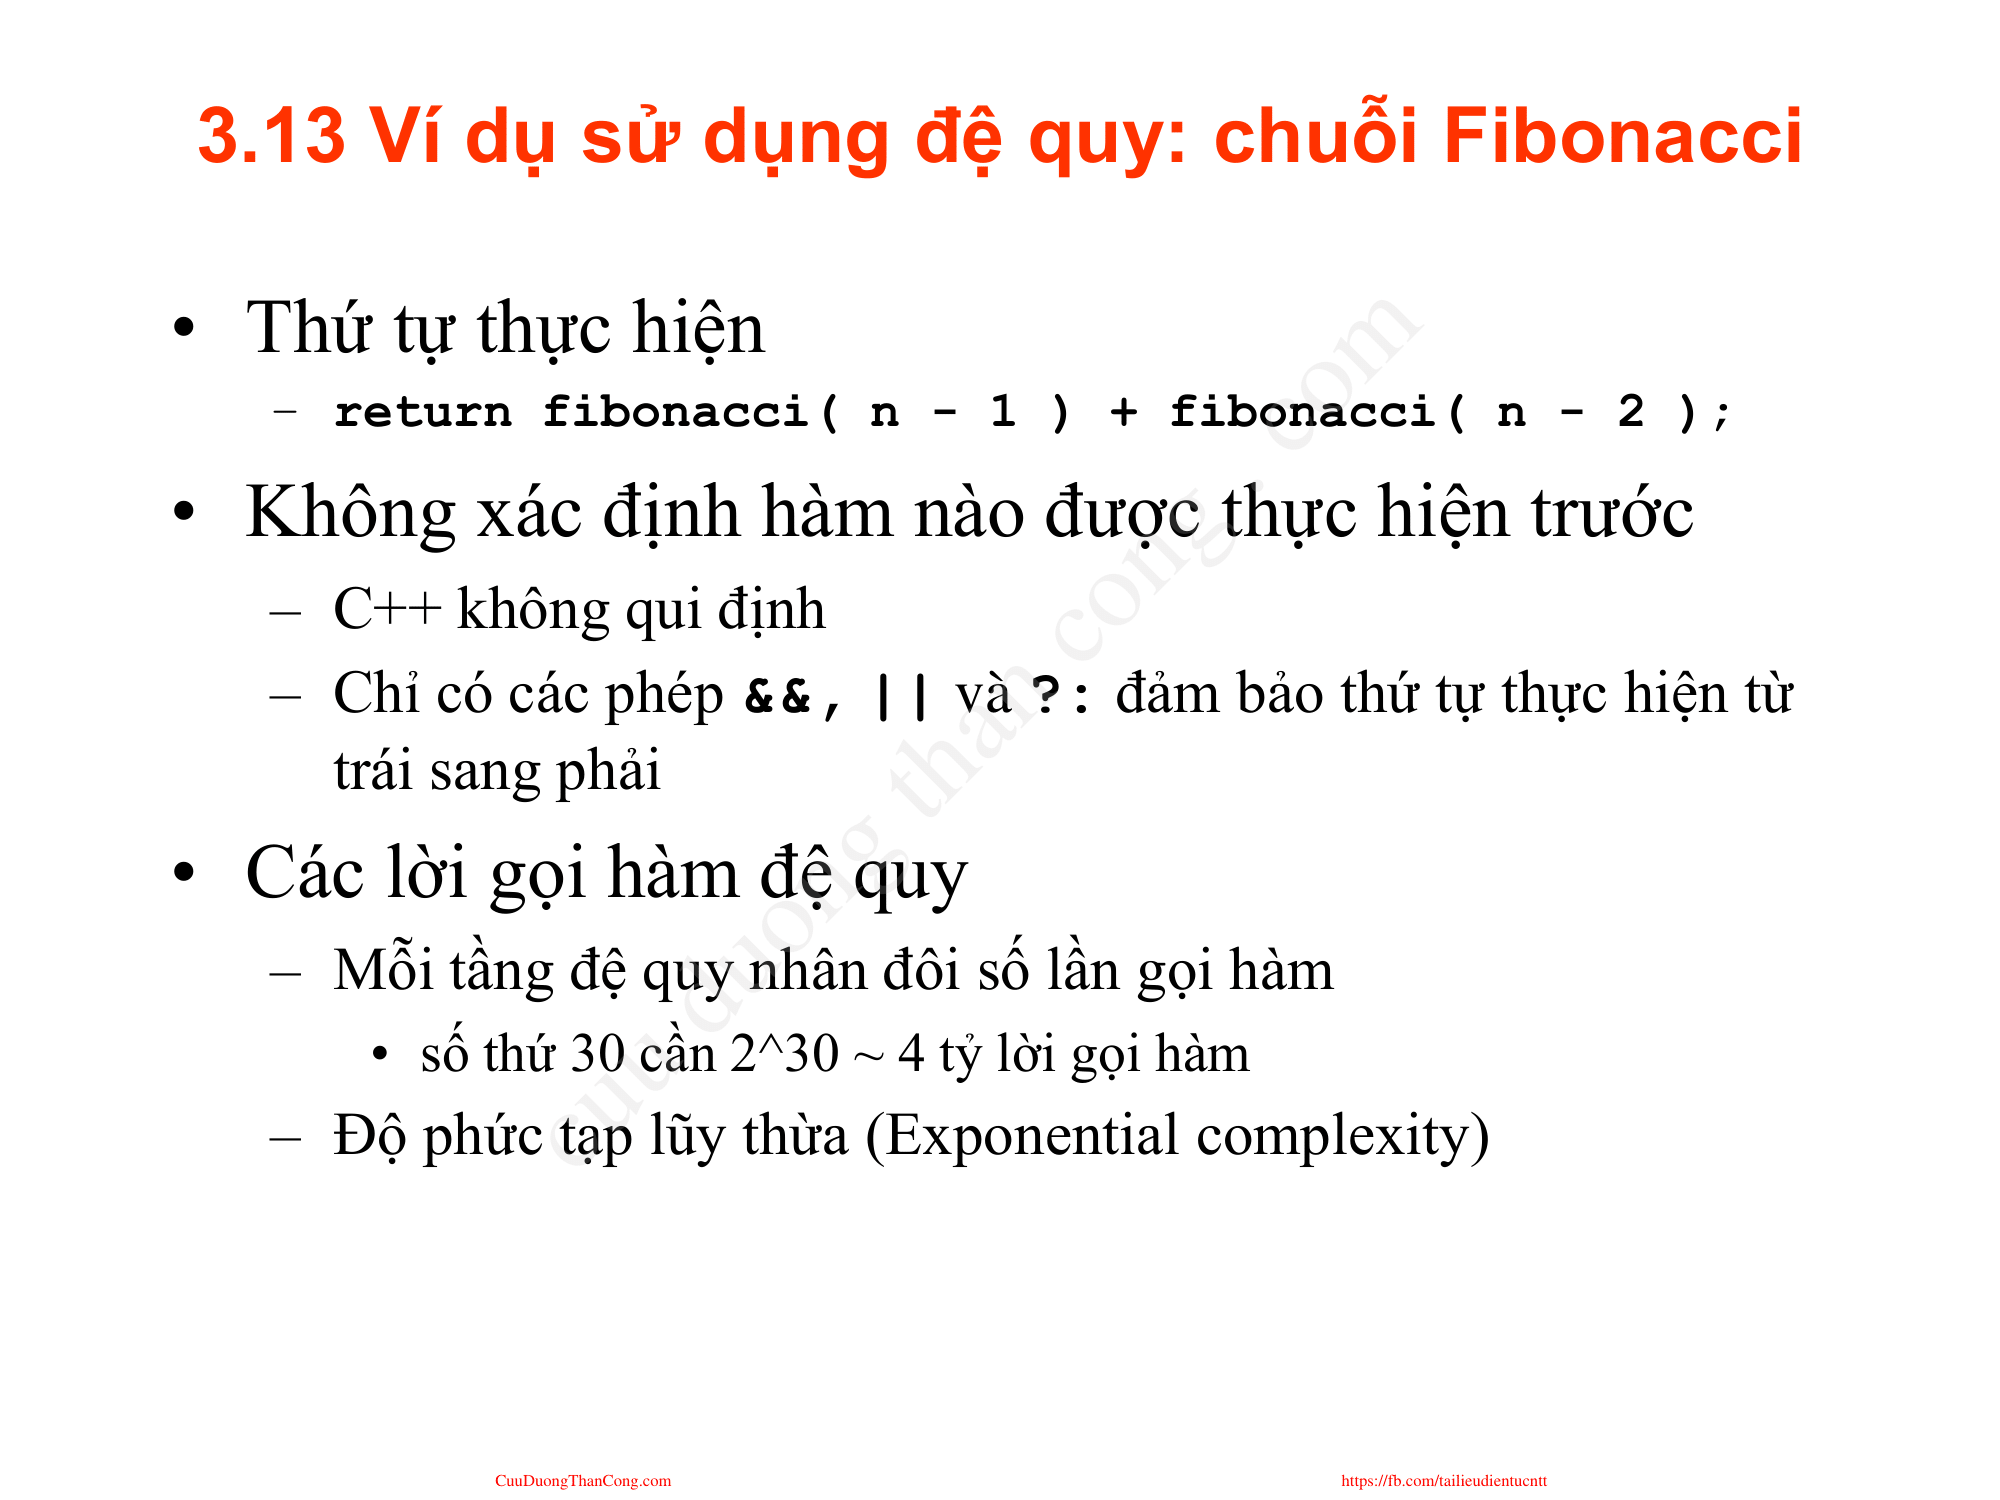 3.13 Ví dụ sử dụng đệ quy: chuỗi Fibonacci
• Thứ tự thực hiện
– return fibonacci( n - 1 ) + fibonacci( n - 2 );
• Không xác định hàm nào được thực hiện trước
– C++ không qui định
– Chỉ có các phép &&, || và ?: đảm bảo thứ tự thực hiện từ
trái sang phải
• Các lời gọi hàm đệ quy
– Mỗi tầng đệ quy nhân đôi số lần gọi hàm
• số thứ 30 cần 2^30 ~ 4 tỷ lời gọi hàm
– Độ phức tạp lũy thừa (Exponential complexity)
cuu duong than cong . com
CuuDuongThanCong.com
https://fb.com/tailieudientucntt